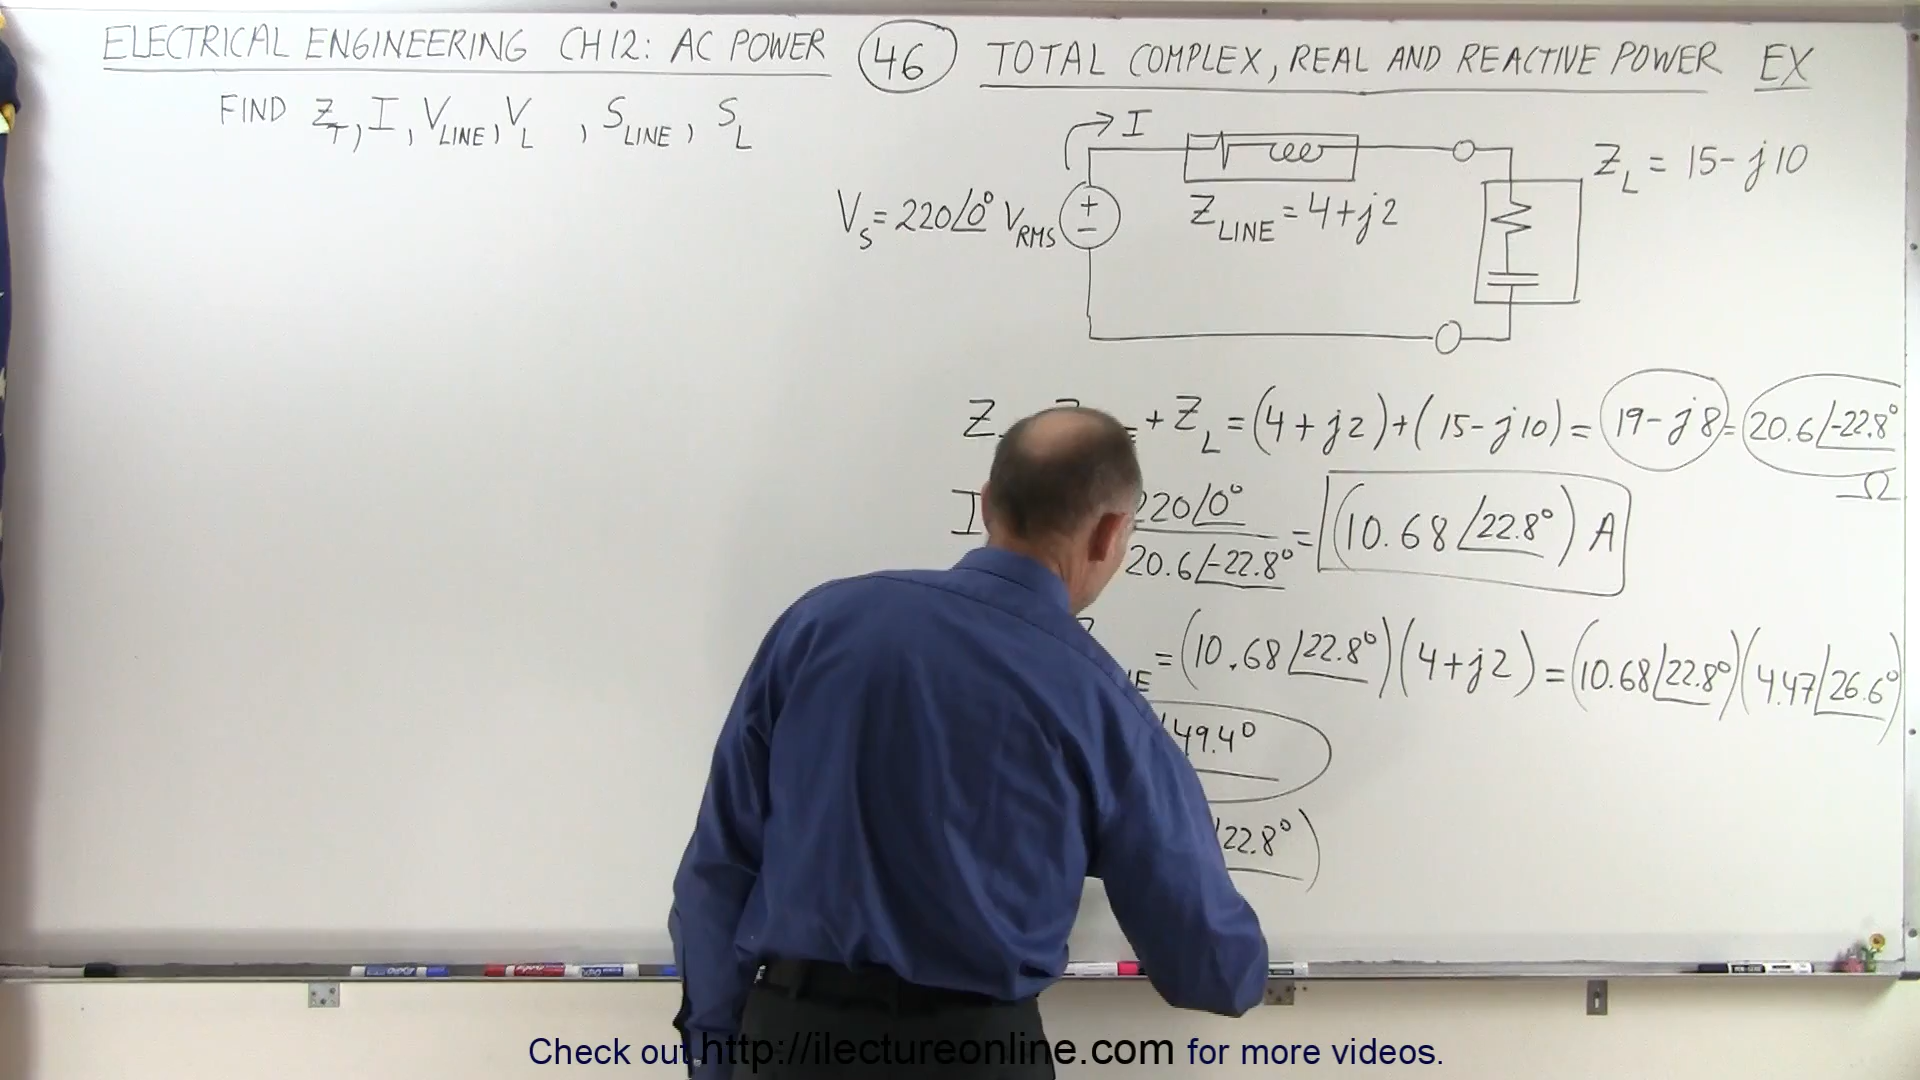 ELECTRICAL ENGINEERING CH12: AC POWER 46 TOTAL COMPLEX, REAL AND REACTIVE POWER EX
FIND Z_T, I, V_LINE, V_L , S_LINE, S_L
I
Z_L = 15-j10
V_S = 220∠0° V_RMS
+
−
Z_LINE = 4+j2
Z + Z_L = (4+j2)+(15-j10) = 19-j8 = 20.6∠-22.8° Ω
I 220∠0° / 20.6∠-22.8° = (10.68∠22.8°) A
= (10.68∠22.8°)(4+j2) = (10.68∠22.8°)(4.47∠26.6°)
∠49.4°
∠22.8°)
Check out http://ilectureonline.com for more videos.